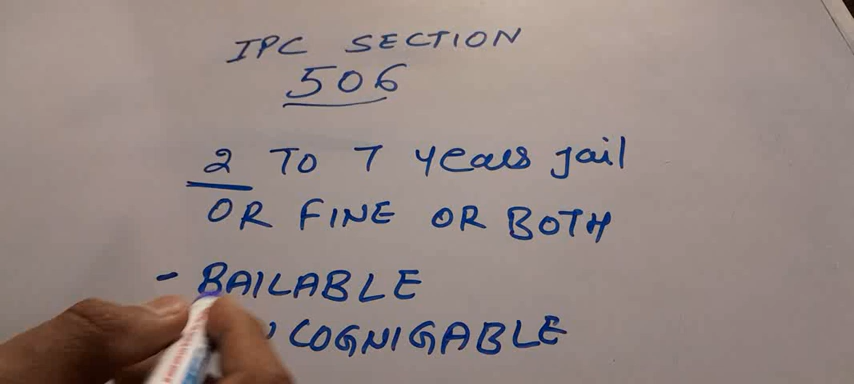 IPC SECTION
506
2 TO 7 years jail
OR FINE OR BOTH
- BAILABLE
COGNIGABLE